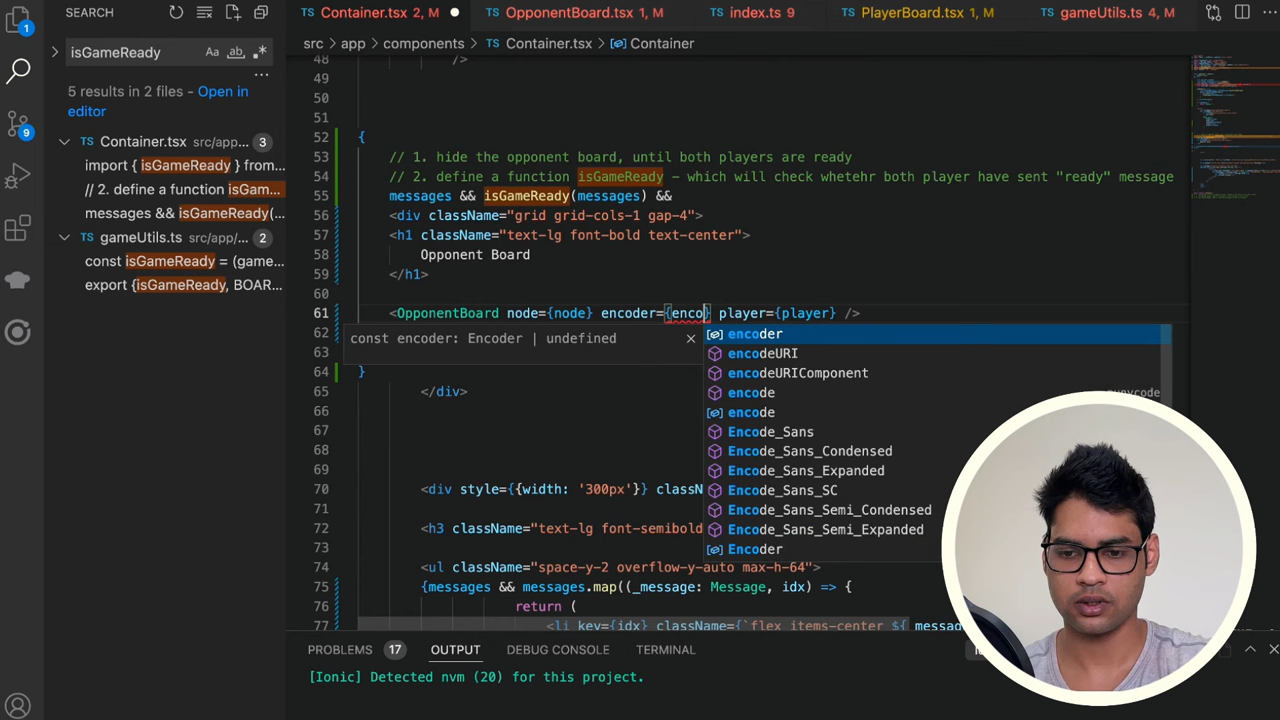 SEARCH
Container.tsx 2, M
OpponentBoard.tsx 1, M
index.ts 9
PlayerBoard.tsx 1, M
gameUtils.ts 4, M
1
isGameReady
Aa ab .*
src > app > components > Container.tsx > Container
5 results in 2 files - Open in
editor
Container.tsx src/app... 3
import { isGameReady } from...
// 2. define a function isGam...
messages && isGameReady(...
gameUtils.ts src/app/... 2
const isGameReady = (game...
export {isGameReady, BOAR...
9
48 />
49
50
51
52 {
53 // 1. hide the opponent board, until both players are ready
54 // 2. define a function isGameReady - which will check whetehr both player have sent "ready" message
55 messages && isGameReady(messages) &&
56 <div className="grid grid-cols-1 gap-4">
57 <h1 className="text-lg font-bold text-center">
58 Opponent Board
59 </h1>
60
61 <OpponentBoard node={node} encoder={enco} player={player} />
62
const encoder: Encoder | undefined
63
64 }
65 </div>
66
67
68
69
70 <div style={{width: '300px'}} classN
71
72 <h3 className="text-lg font-semibold
73
74 <ul className="space-y-2 overflow-y-auto max-h-64">
75 {messages && messages.map((_message: Message, idx) => {
76 return (
77 <li key={idx} className={`flex items-center ${ messag
encoder
encodeURI
encodeURIComponent
encode
encode
Encode_Sans
Encode_Sans_Condensed
Encode_Sans_Expanded
Encode_Sans_SC
Encode_Sans_Semi_Condensed
Encode_Sans_Semi_Expanded
Encoder
PROBLEMS 17 OUTPUT DEBUG CONSOLE TERMINAL
[Ionic] Detected nvm (20) for this project.